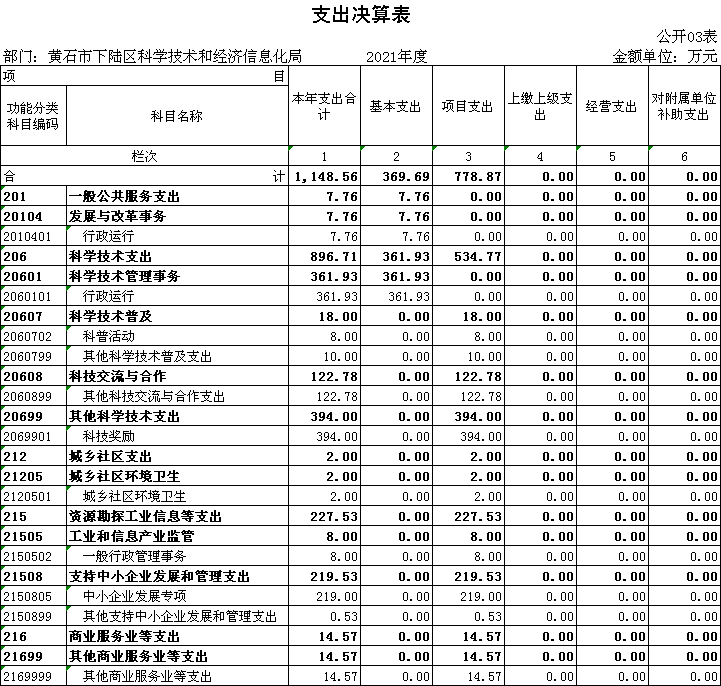 支出决算表
公开03表
部门：黄石市下陆区科学技术和经济信息化局 2021年度 金额单位：万元
项 目 本年支出合计 基本支出 项目支出 上缴上级支出 经营支出 对附属单位补助支出
功能分类科目编码 科目名称
栏次 1 2 3 4 5 6
合 计 1,148.56 369.69 778.87 0.00 0.00 0.00
201 一般公共服务支出 7.76 7.76 0.00 0.00 0.00 0.00
20104 发展与改革事务 7.76 7.76 0.00 0.00 0.00 0.00
2010401 行政运行 7.76 7.76 0.00 0.00 0.00 0.00
206 科学技术支出 896.71 361.93 534.77 0.00 0.00 0.00
20601 科学技术管理事务 361.93 361.93 0.00 0.00 0.00 0.00
2060101 行政运行 361.93 361.93 0.00 0.00 0.00 0.00
20607 科学技术普及 18.00 0.00 18.00 0.00 0.00 0.00
2060702 科普活动 8.00 0.00 8.00 0.00 0.00 0.00
2060799 其他科学技术普及支出 10.00 0.00 10.00 0.00 0.00 0.00
20608 科技交流与合作 122.78 0.00 122.78 0.00 0.00 0.00
2060899 其他科技交流与合作支出 122.78 0.00 122.78 0.00 0.00 0.00
20699 其他科学技术支出 394.00 0.00 394.00 0.00 0.00 0.00
2069901 科技奖励 394.00 0.00 394.00 0.00 0.00 0.00
212 城乡社区支出 2.00 0.00 2.00 0.00 0.00 0.00
21205 城乡社区环境卫生 2.00 0.00 2.00 0.00 0.00 0.00
2120501 城乡社区环境卫生 2.00 0.00 2.00 0.00 0.00 0.00
215 资源勘探工业信息等支出 227.53 0.00 227.53 0.00 0.00 0.00
21505 工业和信息产业监管 8.00 0.00 8.00 0.00 0.00 0.00
2150502 一般行政管理事务 8.00 0.00 8.00 0.00 0.00 0.00
21508 支持中小企业发展和管理支出 219.53 0.00 219.53 0.00 0.00 0.00
2150805 中小企业发展专项 219.00 0.00 219.00 0.00 0.00 0.00
2150899 其他支持中小企业发展和管理支出 0.53 0.00 0.53 0.00 0.00 0.00
216 商业服务业等支出 14.57 0.00 14.57 0.00 0.00 0.00
21699 其他商业服务业等支出 14.57 0.00 14.57 0.00 0.00 0.00
2169999 其他商业服务业等支出 14.57 0.00 14.57 0.00 0.00 0.00